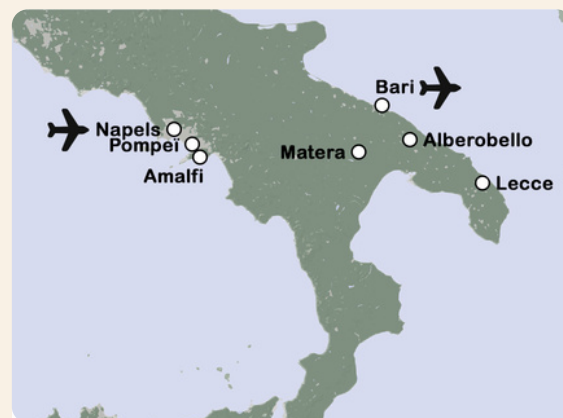 Bari
Napels
Pompeï
Alberobello
Matera
Amalfi
Lecce